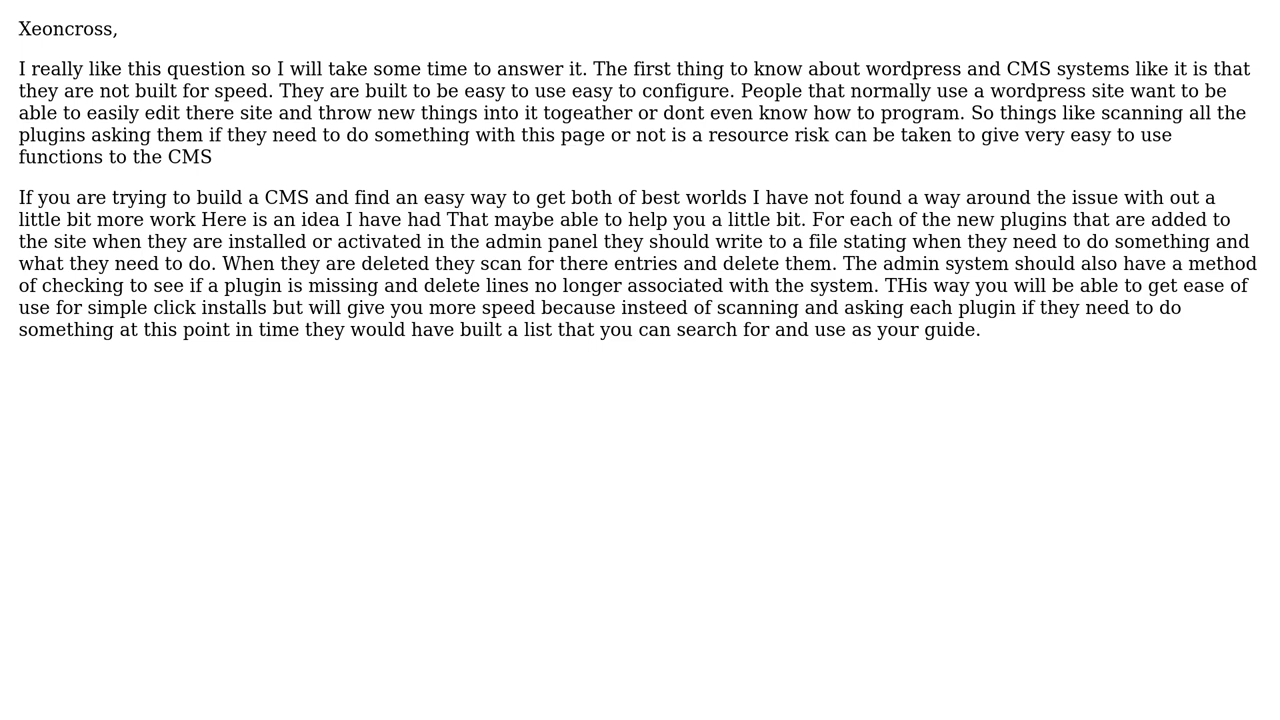 Xeoncross,
I really like this question so I will take some time to answer it. The first thing to know about wordpress and CMS systems like it is that
they are not built for speed. They are built to be easy to use easy to configure. People that normally use a wordpress site want to be
able to easily edit there site and throw new things into it togeather or dont even know how to program. So things like scanning all the
plugins asking them if they need to do something with this page or not is a resource risk can be taken to give very easy to use
functions to the CMS
If you are trying to build a CMS and find an easy way to get both of best worlds I have not found a way around the issue with out a
little bit more work Here is an idea I have had That maybe able to help you a little bit. For each of the new plugins that are added to
the site when they are installed or activated in the admin panel they should write to a file stating when they need to do something and
what they need to do. When they are deleted they scan for there entries and delete them. The admin system should also have a method
of checking to see if a plugin is missing and delete lines no longer associated with the system. THis way you will be able to get ease of
use for simple click installs but will give you more speed because insteed of scanning and asking each plugin if they need to do
something at this point in time they would have built a list that you can search for and use as your guide.